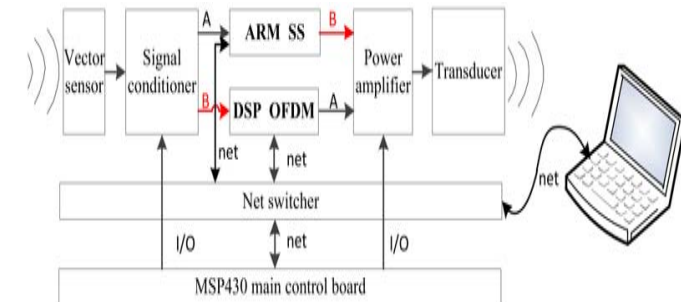 A
B
Vector
sensor
Signal
conditioner
ARM SS
Power
amplifier
Transducer
B
DSP OFDM
A
net
net
net
Net switcher
I/O
net
I/O
MSP430 main control board